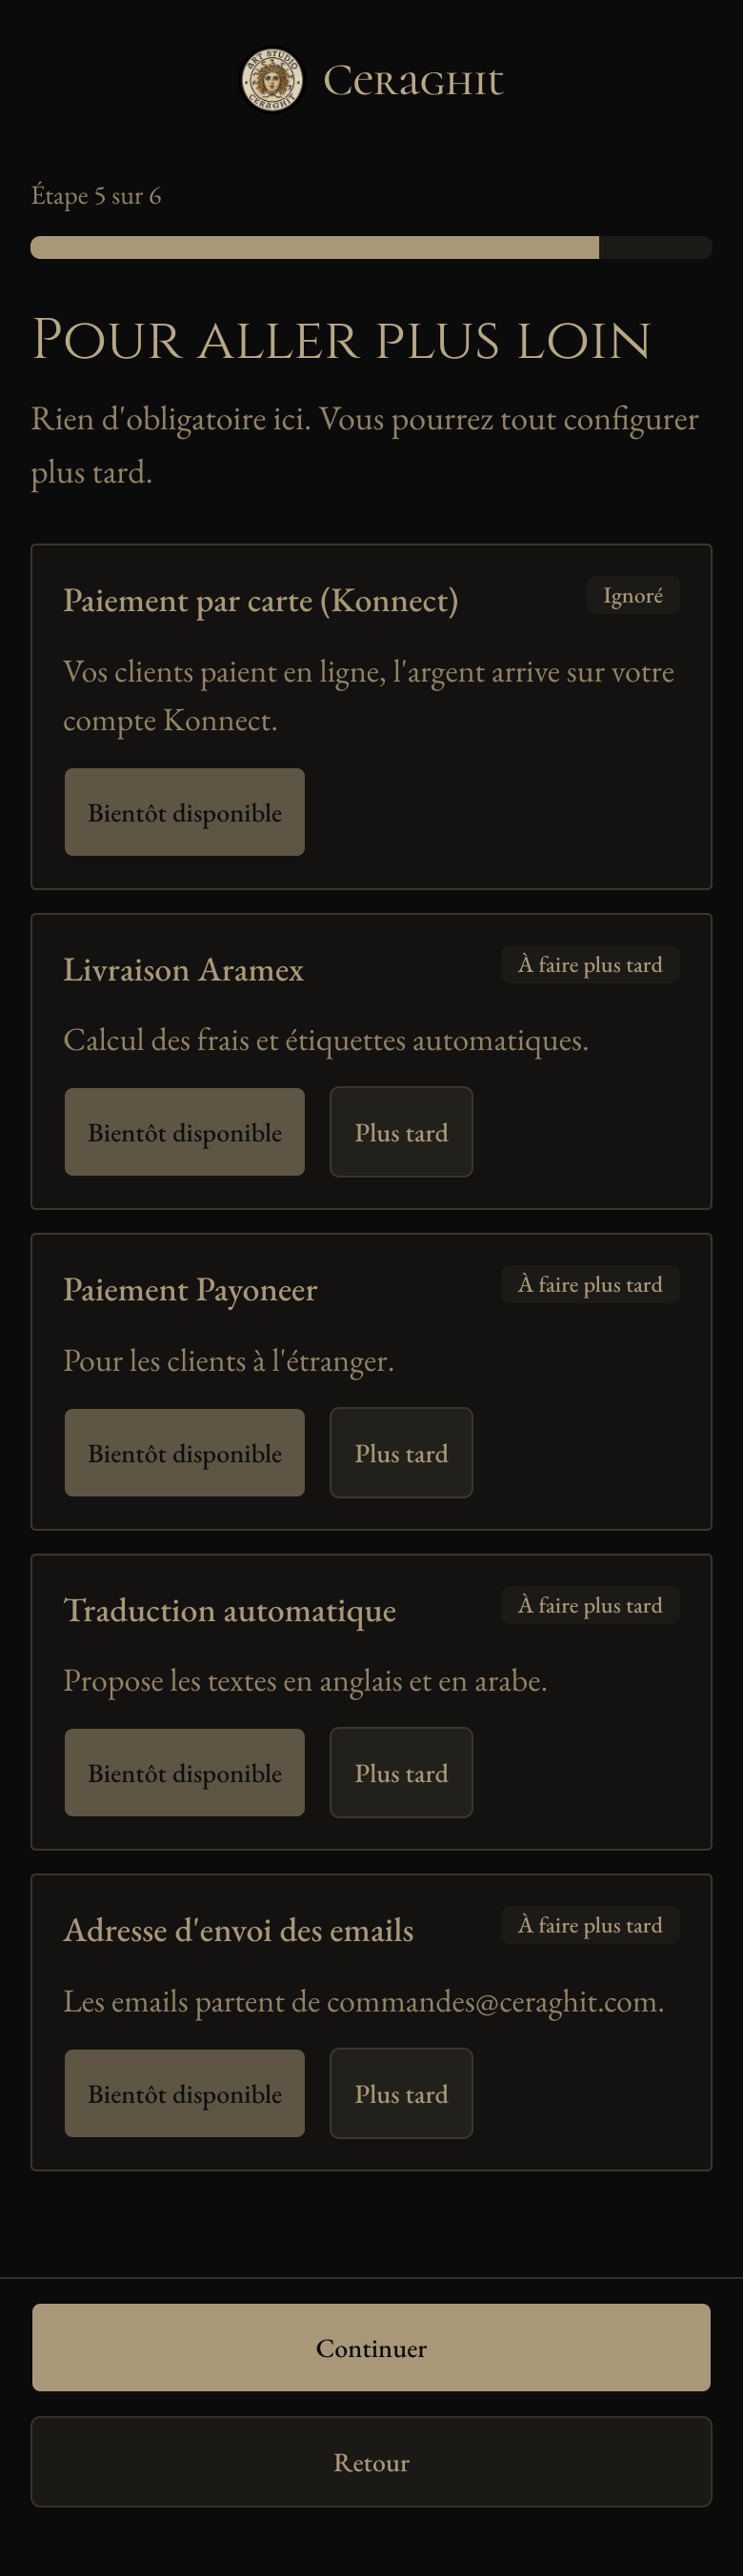 ART STUDIO
CERAGHIT
Ceraghit
Étape 5 sur 6
Pour aller plus loin
Rien d'obligatoire ici. Vous pourrez tout configurer
plus tard.
Paiement par carte (Konnect)
Ignoré
Vos clients paient en ligne, l'argent arrive sur votre
compte Konnect.
Bientôt disponible
Livraison Aramex
À faire plus tard
Calcul des frais et étiquettes automatiques.
Bientôt disponible
Plus tard
Paiement Payoneer
À faire plus tard
Pour les clients à l'étranger.
Bientôt disponible
Plus tard
Traduction automatique
À faire plus tard
Propose les textes en anglais et en arabe.
Bientôt disponible
Plus tard
Adresse d'envoi des emails
À faire plus tard
Les emails partent de commandes@ceraghit.com.
Bientôt disponible
Plus tard
Continuer
Retour